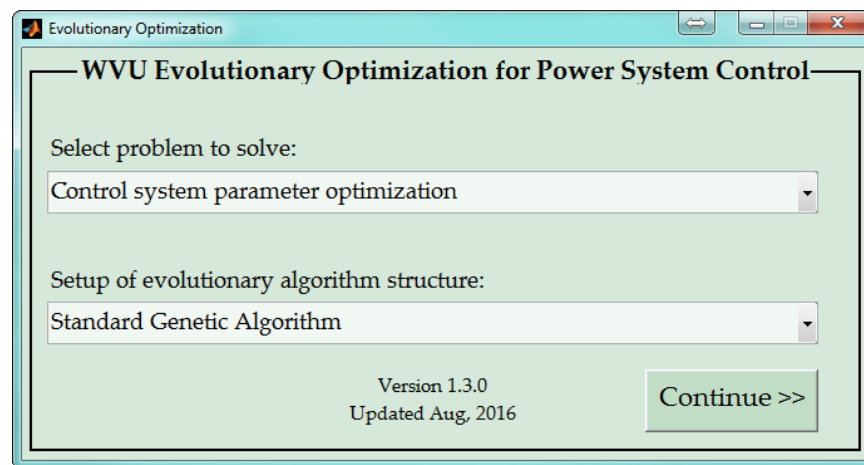 Evolutionary Optimization
WVU Evolutionary Optimization for Power System Control
Select problem to solve:
Control system parameter optimization
Setup of evolutionary algorithm structure:
Standard Genetic Algorithm
Version 1.3.0
Updated Aug, 2016
Continue >>